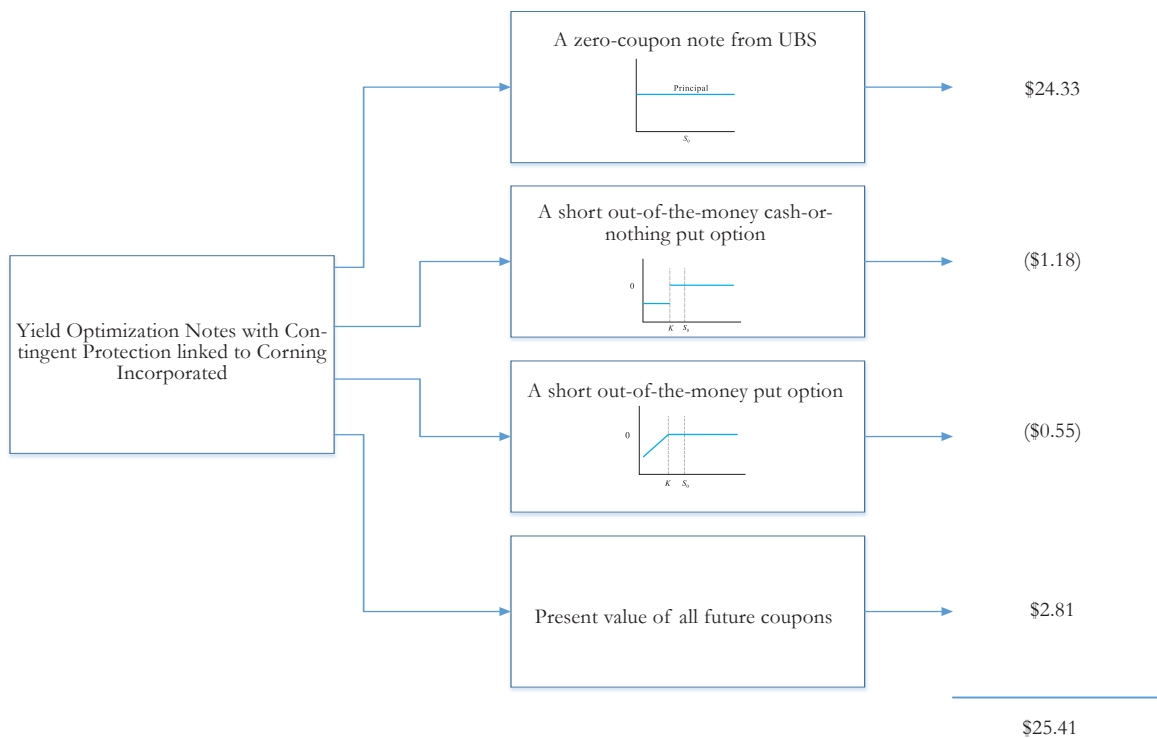 A zero-coupon note from UBS
Principal
S0
$24.33
A short out-of-the-money cash-or-
nothing put option
0
K S0
($1.18)
Yield Optimization Notes with Con-
tingent Protection linked to Corning
Incorporated
A short out-of-the-money put option
0
K S0
($0.55)
Present value of all future coupons
$2.81
$25.41